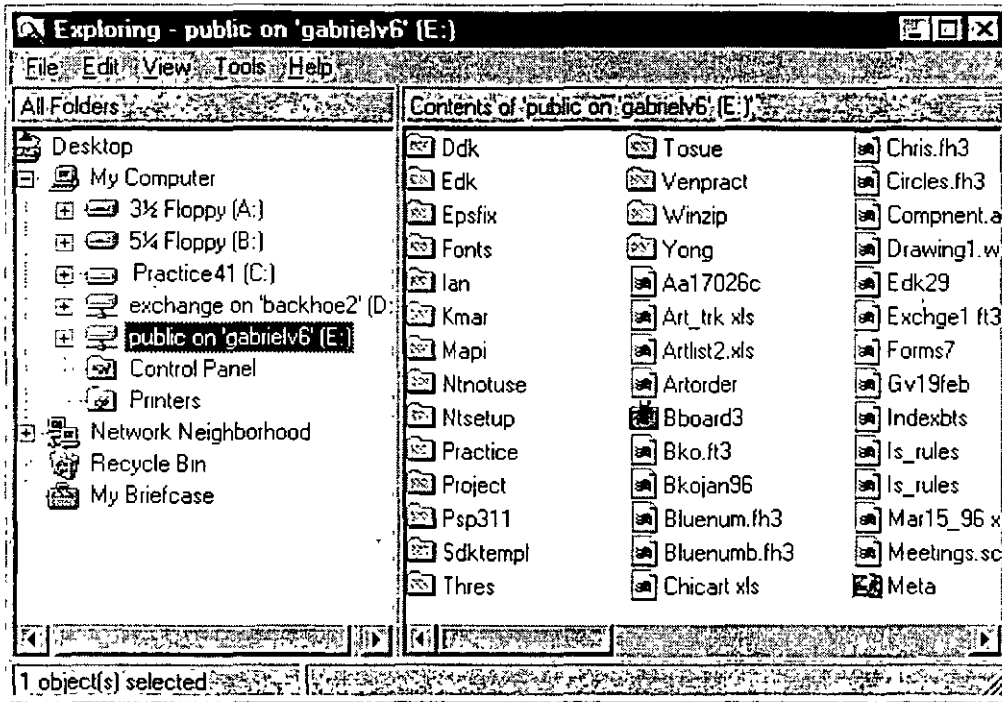 Exploring - public on 'gabrielv6' (E:)
File Edit View Tools Help
All Folders
Contents of 'public on 'gabrielv6' (E:)'
Desktop
My Computer
3½ Floppy (A:)
5¼ Floppy (B:)
Practice41 (C:)
exchange on 'backhoe2' (D:
public on 'gabrielv6' (E:)
Control Panel
Printers
Network Neighborhood
Recycle Bin
My Briefcase
Ddk
Edk
Epsfix
Fonts
Ian
Kmar
Mapi
Ntnotuse
Ntsetup
Practice
Project
Psp311
Sdktempl
Thres
Tosue
Venpract
Winzip
Yong
Aa17026c
Art_trk xls
Artlist2.xls
Artorder
Bboard3
Bko.ft3
Bkojan96
Bluenum.fh3
Bluenumb.fh3
Chicart xls
Chris.fh3
Circles.fh3
Compnent.a
Drawing1.w
Edk29
Exchge1 ft3
Forms7
Gv19feb
Indexbts
Is_rules
Is_rules
Mar15_96 x
Meetings.sc
Meta
1 object(s) selected